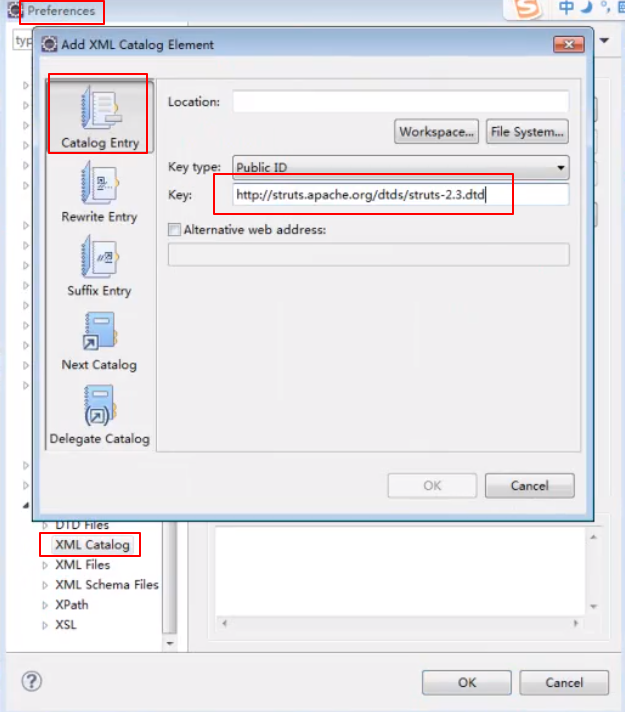 Preferences
中
typ
Add XML Catalog Element
Catalog Entry
Rewrite Entry
Suffix Entry
Next Catalog
Delegate Catalog
Location:
Workspace...
File System...
Key type:
Public ID
Key:
http://struts.apache.org/dtds/struts-2.3.dtd
Alternative web address:
OK
Cancel
DTD Files
XML Catalog
XML Files
XML Schema Files
XPath
XSL
?
OK
Cancel